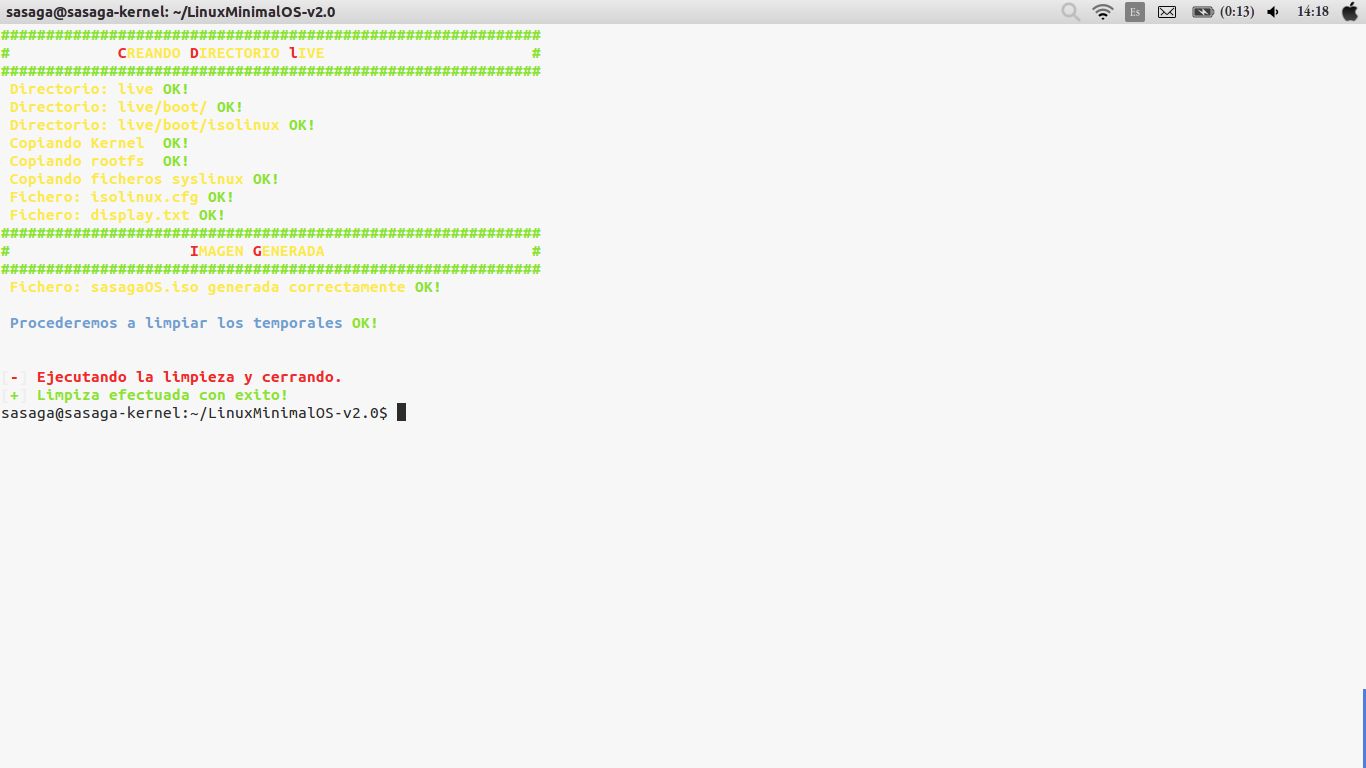 sasaga@sasaga-kernel: ~/LinuxMinimalOS-v2.0 Es (0:13) 14:18
############################################################
# CREANDO DIRECTORIO lIVE #
############################################################
Directorio: live OK!
Directorio: live/boot/ OK!
Directorio: live/boot/isolinux OK!
Copiando Kernel  OK!
Copiando rootfs  OK!
Copiando ficheros syslinux OK!
Fichero: isolinux.cfg OK!
Fichero: display.txt OK!
############################################################
# IMAGEN GENERADA #
############################################################
Fichero: sasagaOS.iso generada correctamente OK!
Procederemos a limpiar los temporales OK!
[-] Ejecutando la limpieza y cerrando.
[+] Limpiza efectuada con exito!
sasaga@sasaga-kernel:~/LinuxMinimalOS-v2.0$